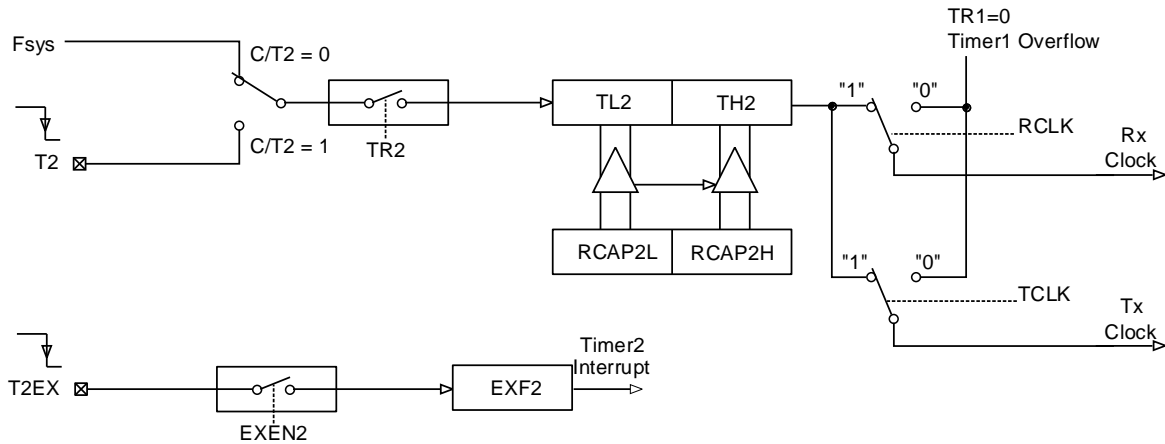 TR1=0
Timer1 Overflow
Fsys
C/T2 = 0
T2
C/T2 = 1
TR2
TL2
TH2
RCAP2L
RCAP2H
"1"
"0"
RCLK
Rx
Clock
"1"
"0"
TCLK
Tx
Clock
T2EX
EXEN2
EXF2
Timer2
Interrupt